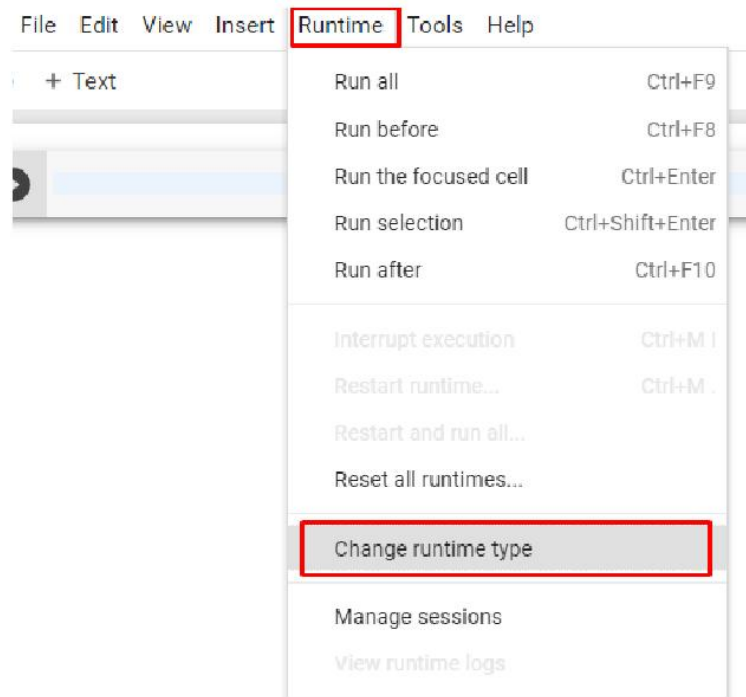 File Edit View Insert Runtime Tools Help
+ Text
Run all Ctrl+F9
Run before Ctrl+F8
Run the focused cell Ctrl+Enter
Run selection Ctrl+Shift+Enter
Run after Ctrl+F10
Interrupt execution Ctrl+M I
Restart runtime... Ctrl+M .
Restart and run all...
Reset all runtimes...
Change runtime type
Manage sessions
View runtime logs